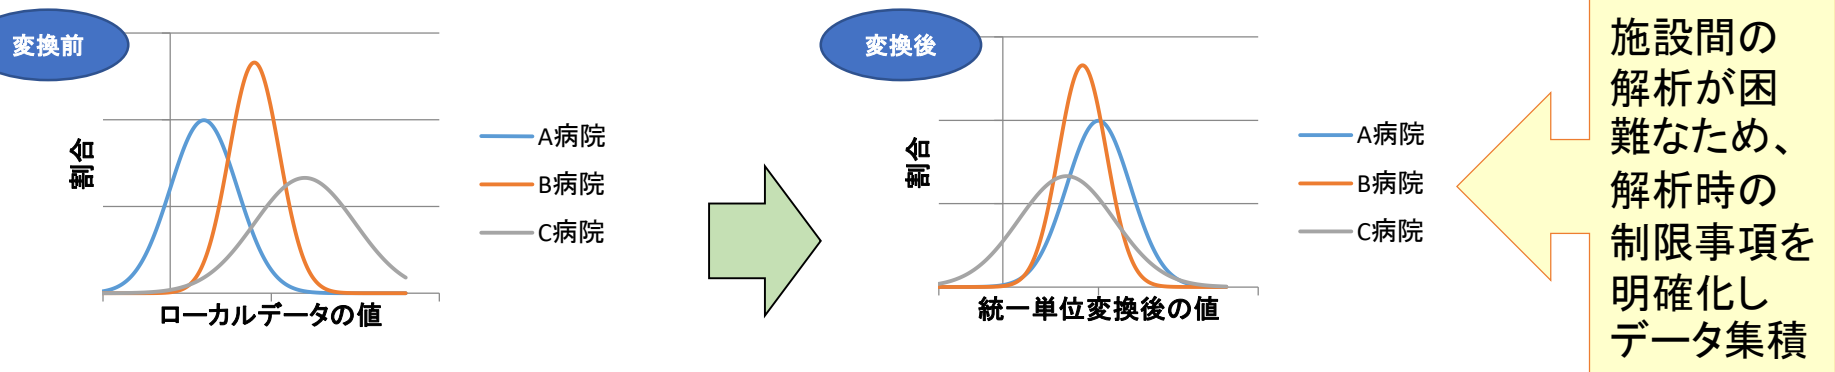 変換前
割合
ローカルデータの値
A病院
B病院
C病院
変換後
割合
統一単位変換後の値
A病院
B病院
C病院
施設間の
解析が困
難なため、
解析時の
制限事項を
明確化し
データ集積